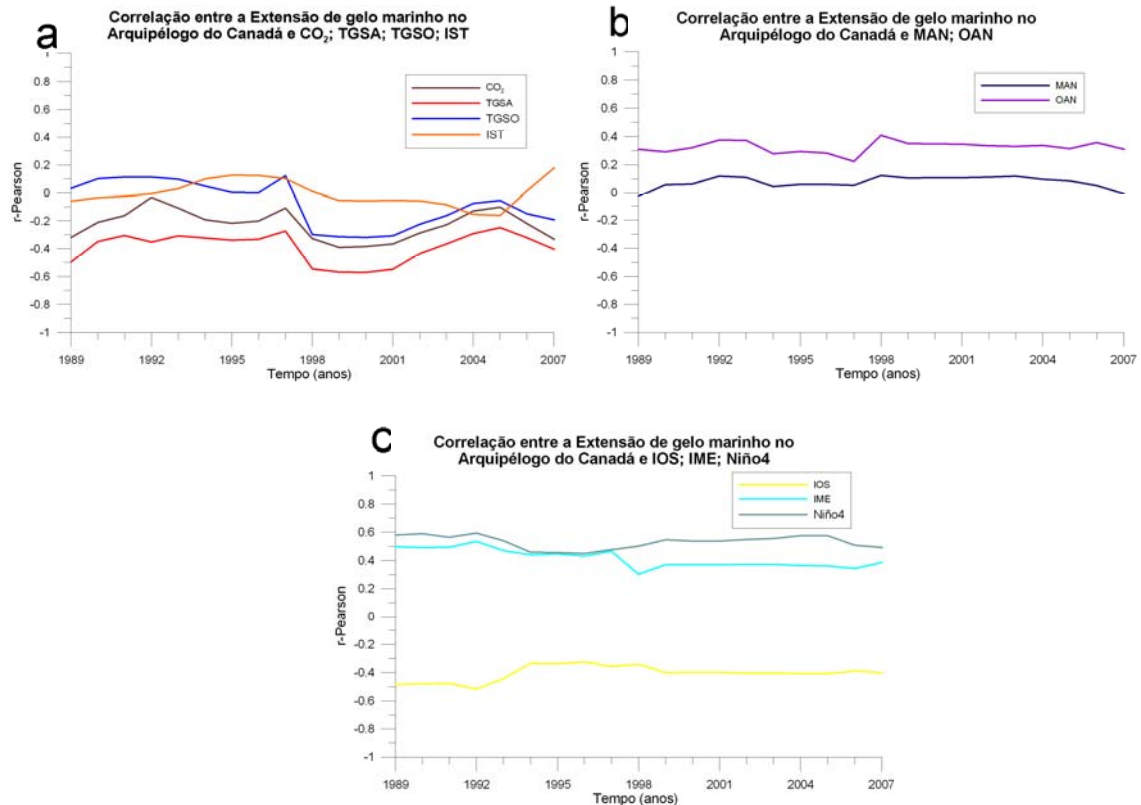 a
Correlação entre a Extensão de gelo marinho no
Arquipélogo do Canadá e CO₂; TGSA; TGSO; IST
1
0.8
0.6
0.4
0.2
0
-0.2
-0.4
-0.6
-0.8
-1
r-Pearson
CO₂
TGSA
TGSO
IST
1989
1992
1995
1998
2001
2004
2007
Tempo (anos)
b
Correlação entre a Extensão de gelo marinho no
Arquipélogo do Canadá e MAN; OAN
1
0.8
0.6
0.4
0.2
0
-0.2
-0.4
-0.6
-0.8
-1
r-Pearson
MAN
OAN
1989
1992
1995
1998
2001
2004
2007
Tempo (anos)
c
Correlação entre a Extensão de gelo marinho no
Arquipélogo do Canadá e IOS; IME; Niño4
1
0.8
0.6
0.4
0.2
0
-0.2
-0.4
-0.6
-0.8
-1
r-Pearson
IOS
IME
Niño4
1989
1992
1995
1998
2001
2004
2007
Tempo (anos)